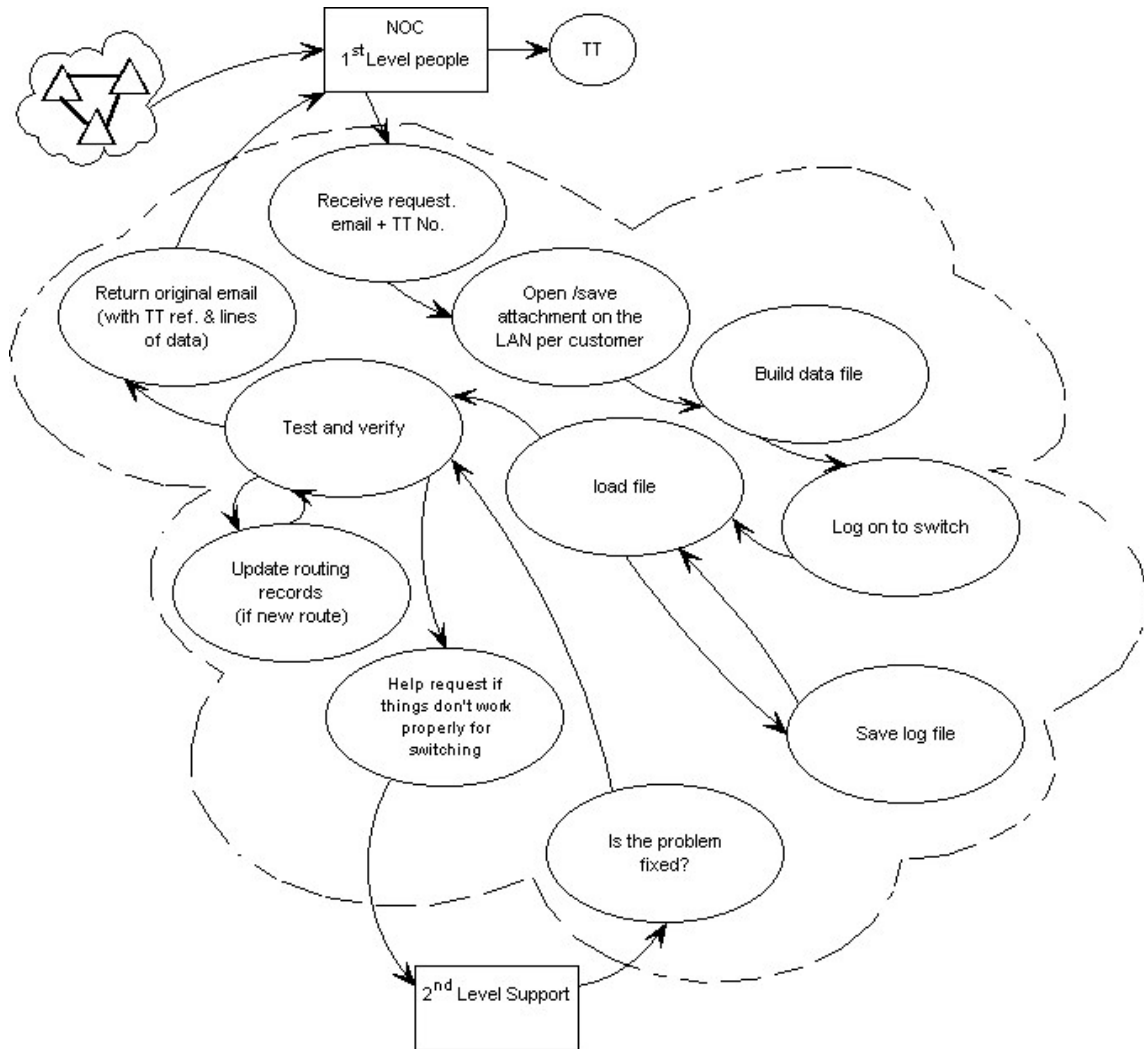 NOC
1st Level people
TT
Receive request.
email + TT No.
Return original email
(with TT ref. & lines
of data)
Open /save
attachment on the
LAN per customer
Build data file
Test and verify
load file
Log on to switch
Update routing
records
(if new route)
Help request if
things don't work
properly for
switching
Save log file
Is the problem
fixed?
2nd Level Support